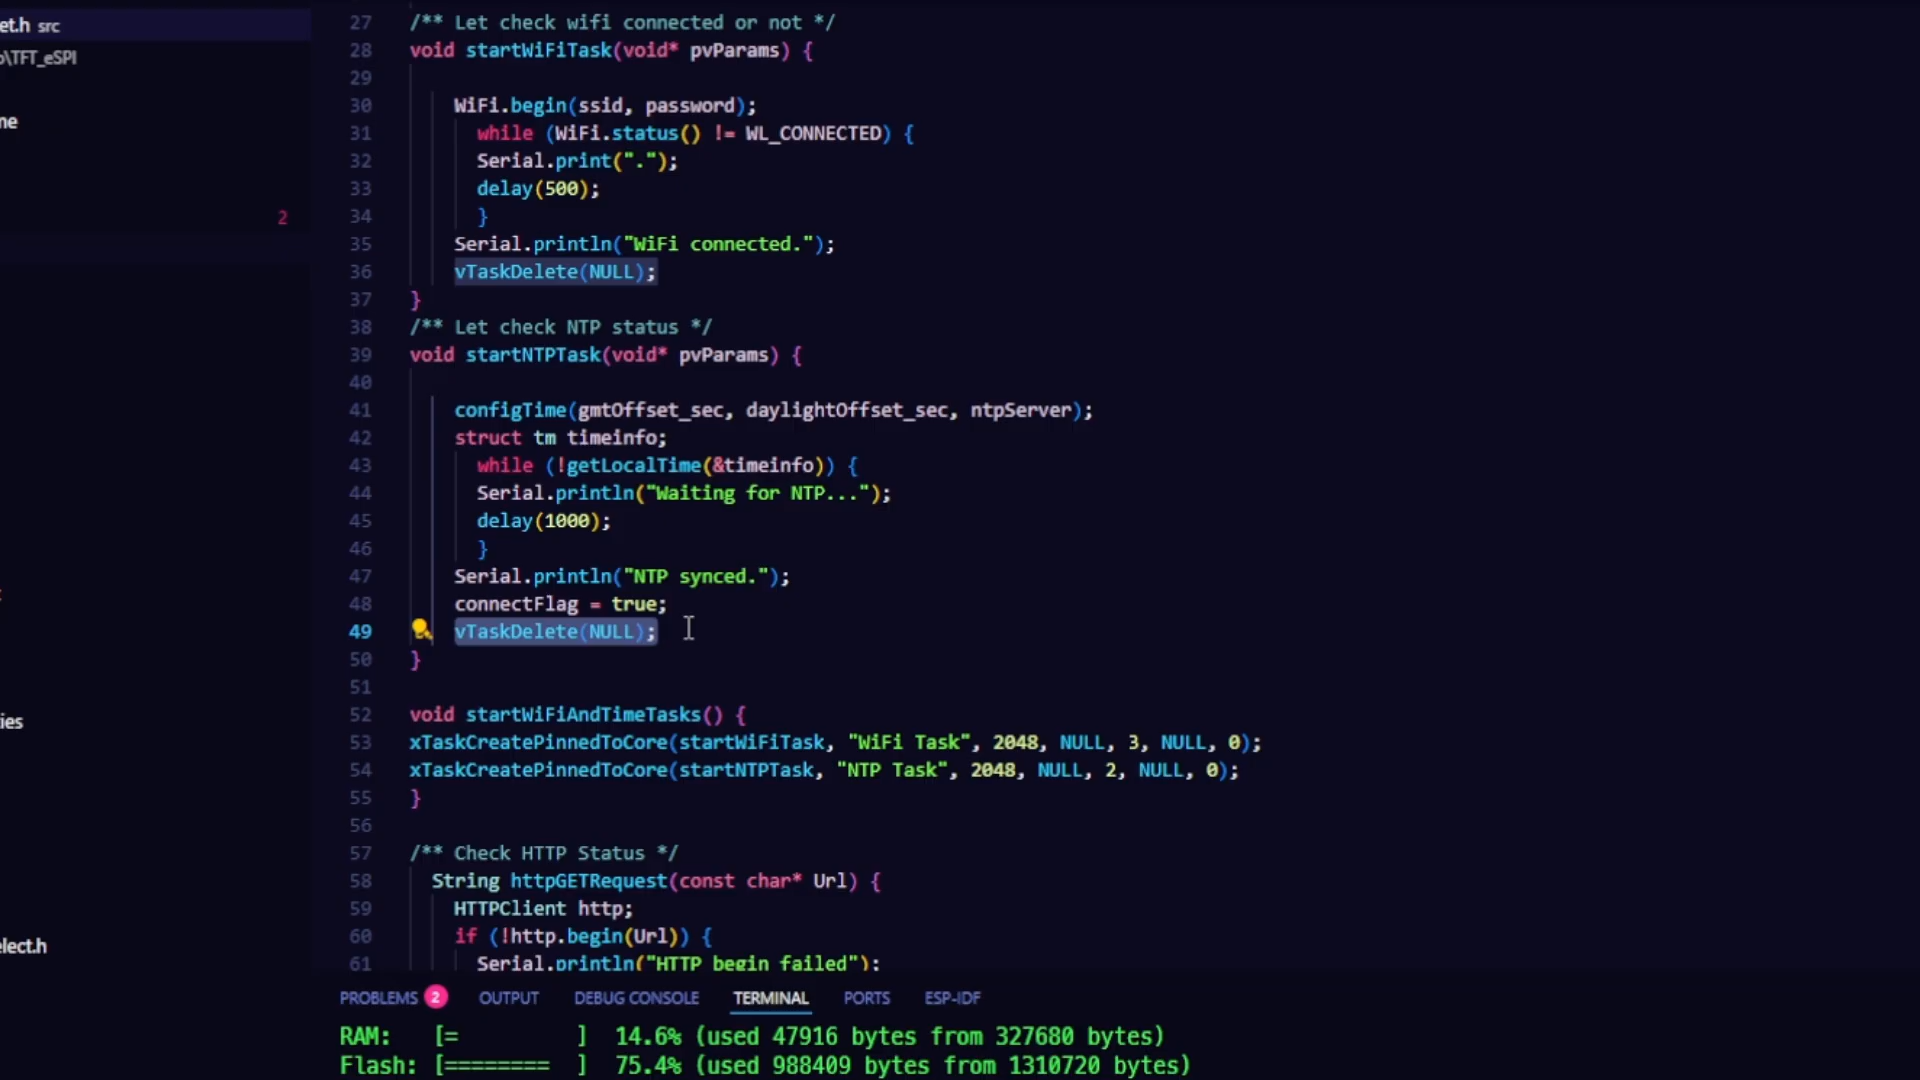 et.h src
o\TFT_eSPI
me
2
ies
elect.h
27 /** Let check wifi connected or not */
28 void startWiFiTask(void* pvParams) {
29
30 WiFi.begin(ssid, password);
31 while (WiFi.status() != WL_CONNECTED) {
32 Serial.print(".");
33 delay(500);
34 }
35 Serial.println("WiFi connected.");
36 vTaskDelete(NULL);
37 }
38 /** Let check NTP status */
39 void startNTPTask(void* pvParams) {
40
41 configTime(gmtOffset_sec, daylightOffset_sec, ntpServer);
42 struct tm timeinfo;
43 while (!getLocalTime(&timeinfo)) {
44 Serial.println("Waiting for NTP...");
45 delay(1000);
46 }
47 Serial.println("NTP synced.");
48 connectFlag = true;
49 vTaskDelete(NULL);
50 }
51
52 void startWiFiAndTimeTasks() {
53 xTaskCreatePinnedToCore(startWiFiTask, "WiFi Task", 2048, NULL, 3, NULL, 0);
54 xTaskCreatePinnedToCore(startNTPTask, "NTP Task", 2048, NULL, 2, NULL, 0);
55 }
56
57 /** Check HTTP Status */
58 String httpGETRequest(const char* Url) {
59 HTTPClient http;
60 if (!http.begin(Url)) {
61 Serial.println("HTTP begin failed");
PROBLEMS 2 OUTPUT DEBUG CONSOLE TERMINAL PORTS ESP-IDF
RAM: [= ] 14.6% (used 47916 bytes from 327680 bytes)
Flash: [======== ] 75.4% (used 988409 bytes from 1310720 bytes)